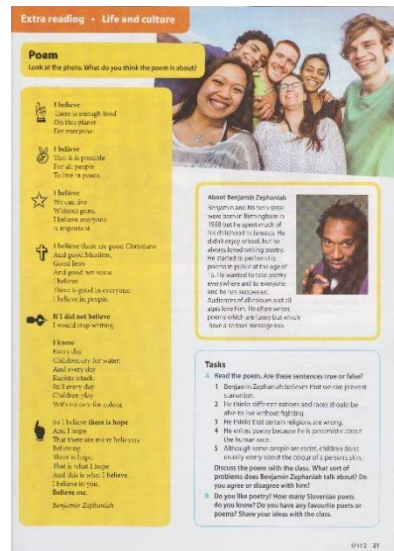 Extra reading • Life and culture
Poem
Look at the photo. What do you think the poem is about?
I believe
There is enough food
On this planet
For everyone.
I believe
That it is possible
For all people
To live in peace.
I believe
We can live
Without guns,
I believe everyone
is important.
I believe there are good Christians
And good Muslims,
Good Jews
And good not sures.
I believe
There is good in everyone,
I believe in people.
If I did not believe
I would stop writing.
I know
Every day
Children cry for water,
And every day
Racists attack,
Still every day
Children play
With no care for colour.
So I believe there is hope
And I hope
That there are many believers
Believing
There is hope,
That is what I hope
And this is what I believe,
I believe in you,
Believe me.
Benjamin Zephaniah
About Benjamin Zephaniah
Benjamin and his twin sister
were born in Birmingham in
1958 but he spent much of
his childhood in Jamaica. He
didn't enjoy school, but he
always loved writing poetry.
He started to perform his
poems in public at the age of
15. He wanted to take poetry
everywhere and to everyone
and he has succeeded.
Audiences of all colours and all
ages love him. He often writes
poems which are funny but which
have a serious message too.
Tasks
A Read the poem. Are these sentences true or false?
1 Benjamin Zephaniah believes that we can prevent
starvation.
2 He thinks different nations and races should be
able to live without fighting.
3 He thinks that certain religions are wrong.
4 He writes poetry because he is pessimistic about
the human race.
5 Although some people are racist, children don't
usually worry about the colour of a person's skin.
Discuss the poem with the class. What sort of
problems does Benjamin Zephaniah talk about? Do
you agree or disagree with him?
B Do you like poetry? How many Slovenian poets
do you know? Do you have any favourite poets or
poems? Share your ideas with the class.
UNIT 2 31